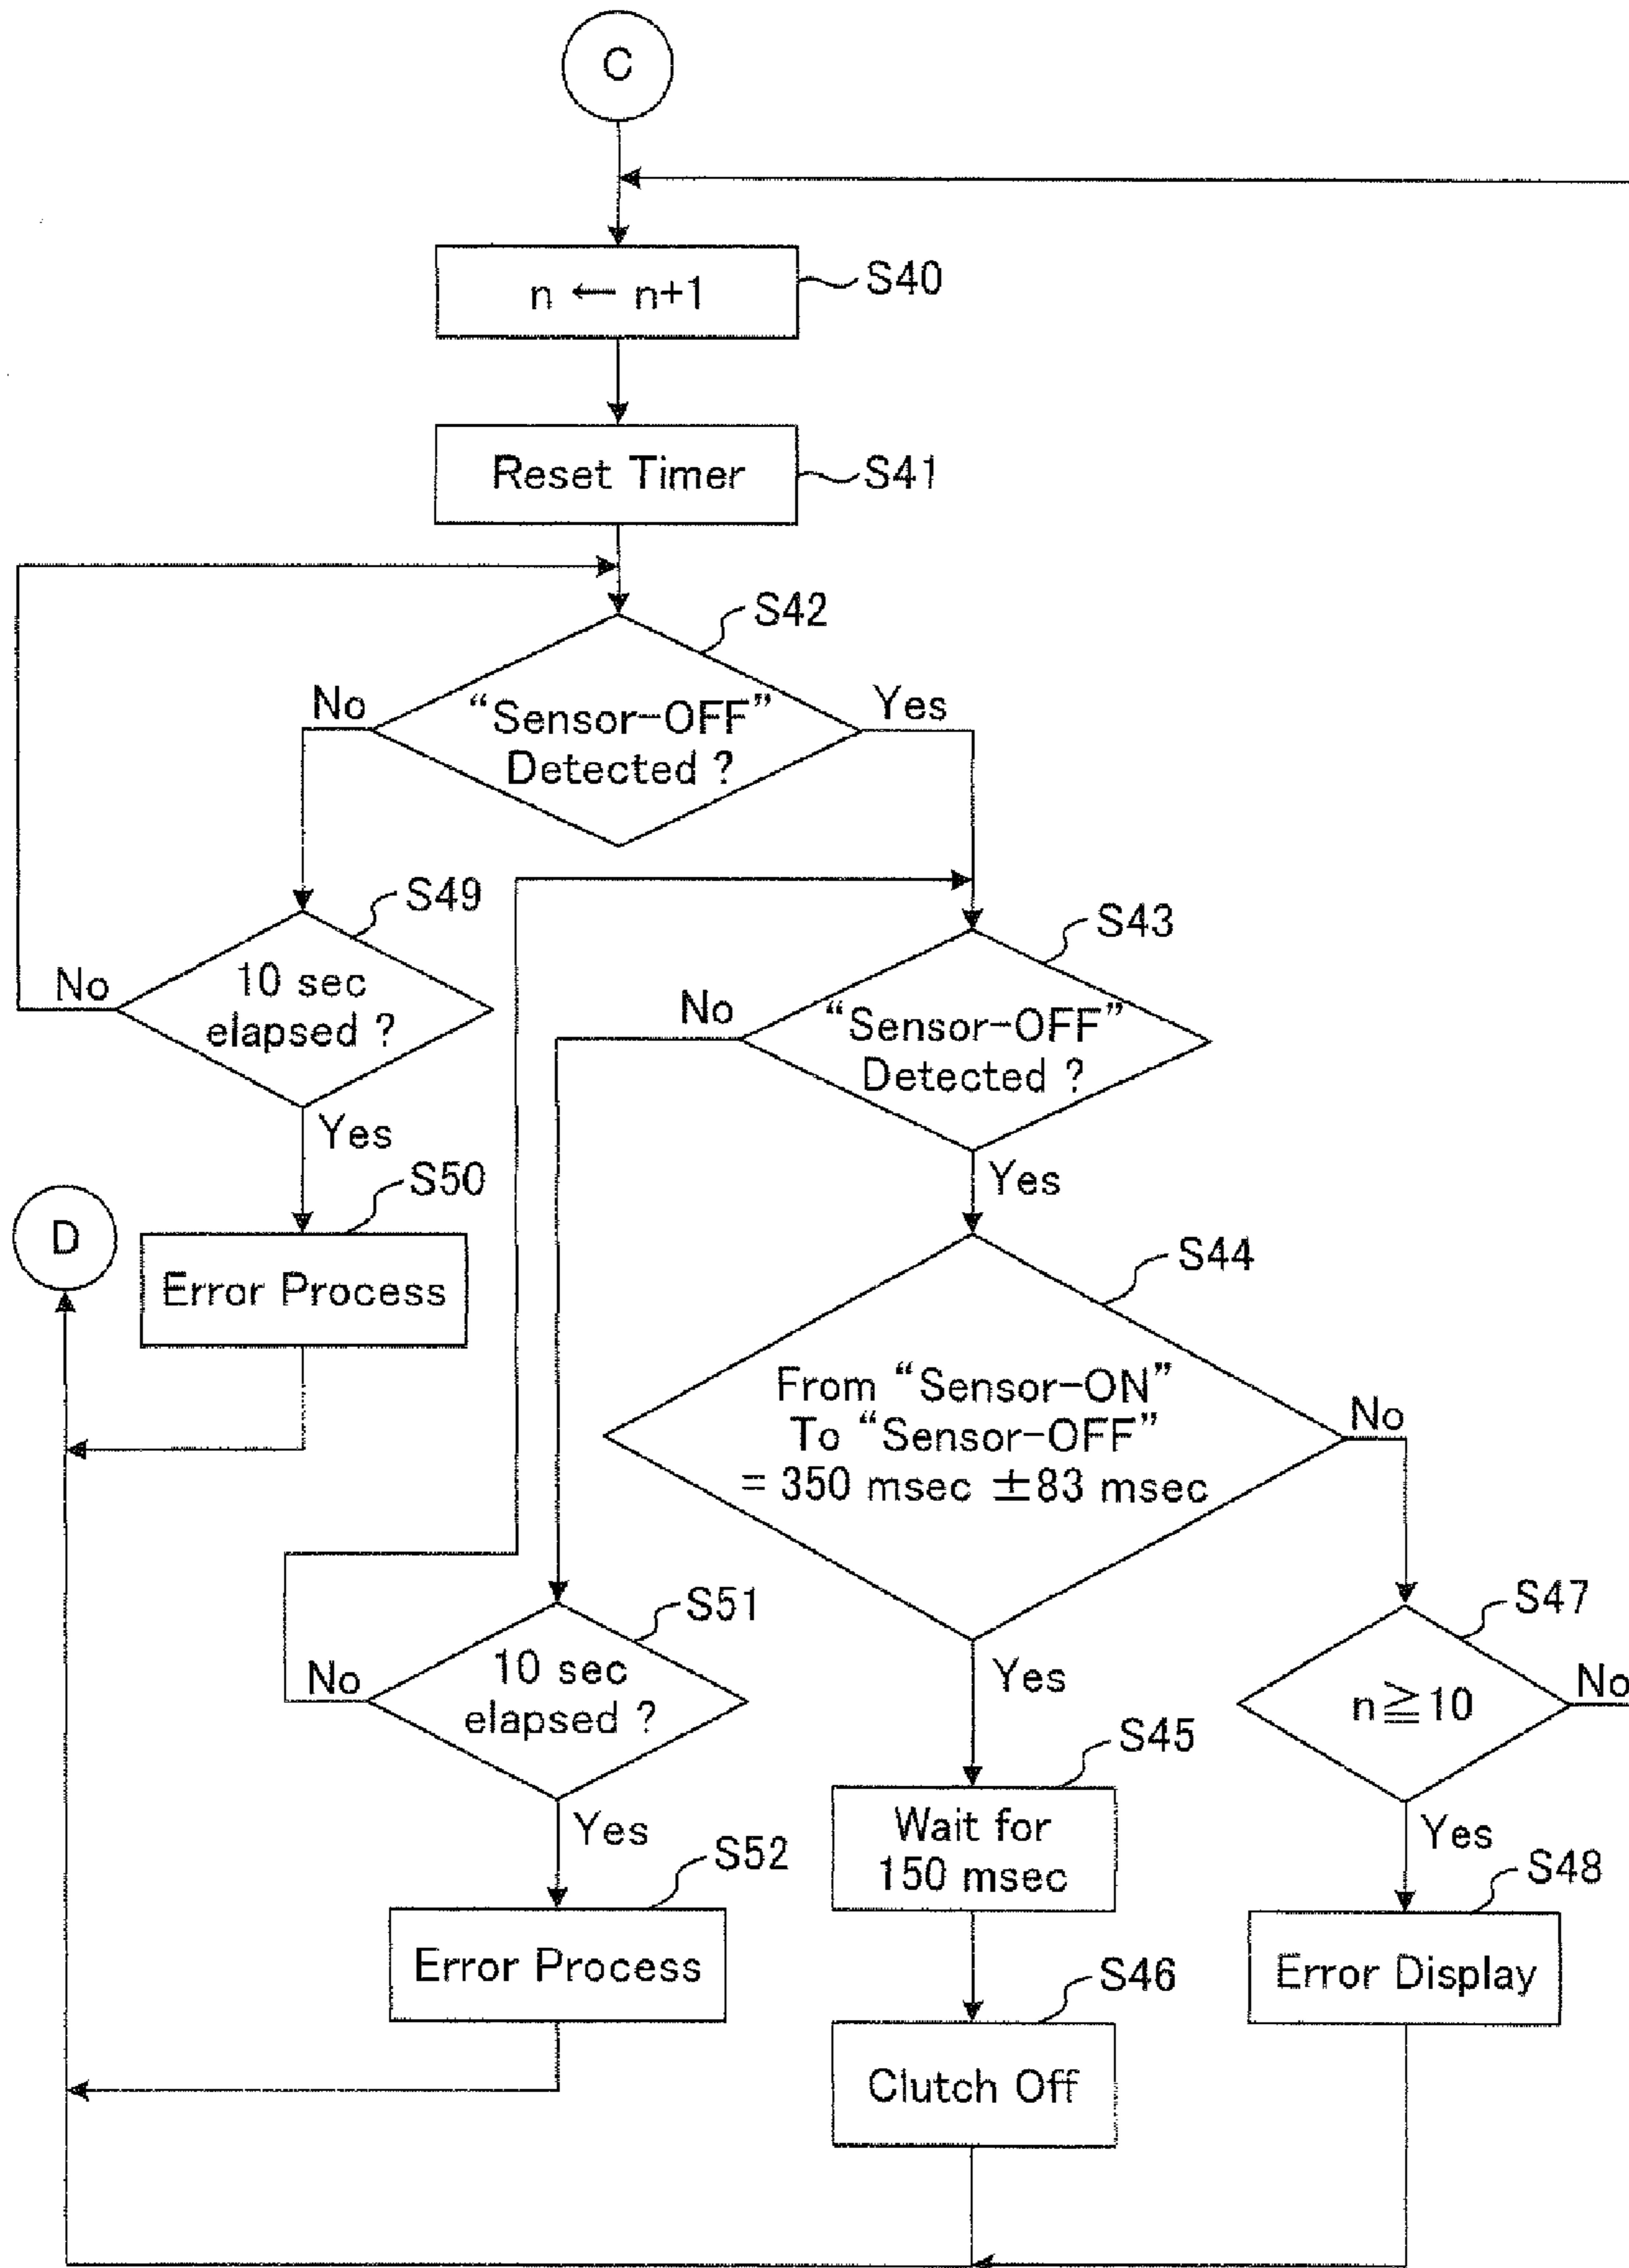 C
n ← n+1
S40
Reset Timer
S41
S42
No
“Sensor-OFF”
Detected ?
Yes
S49
No
10 sec
elapsed ?
Yes
S43
No
“Sensor-OFF”
Detected ?
Yes
D
S50
Error Process
S44
From “Sensor-ON”
To “Sensor-OFF”
= 350 msec ±83 msec
No
Yes
S51
No
10 sec
elapsed ?
Yes
S47
n≧10
No
Yes
S45
Wait for
150 msec
S52
Error Process
S48
Error Display
S46
Clutch Off